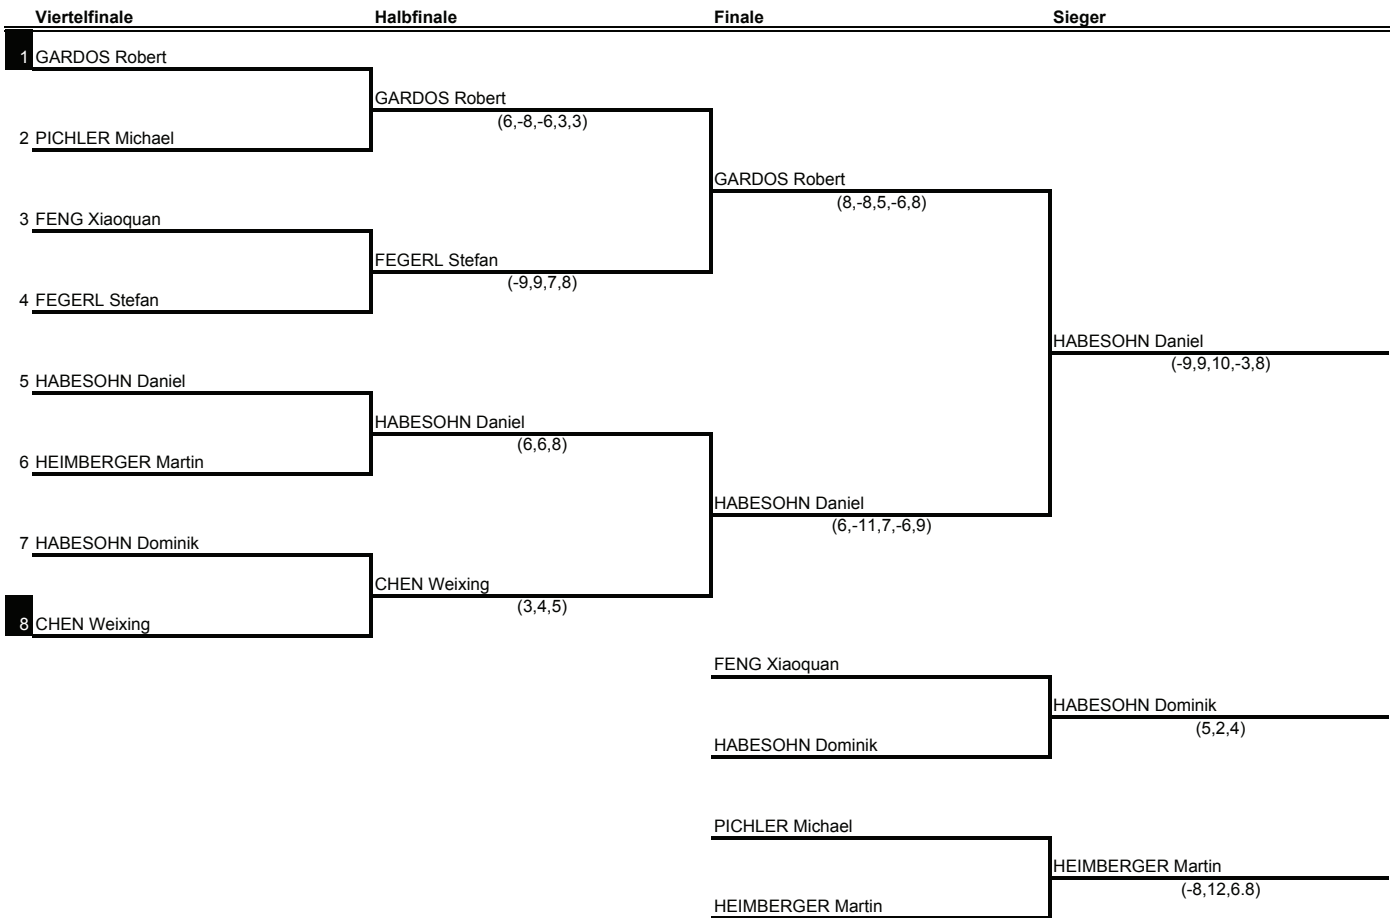 Viertelfinale Halbfinale Finale Sieger
1 GARDOS Robert
GARDOS Robert
(6,-8,-6,3,3)
2 PICHLER Michael
GARDOS Robert
(8,-8,5,-6,8)
3 FENG Xiaoquan
FEGERL Stefan
(-9,9,7,8)
4 FEGERL Stefan
HABESOHN Daniel
(-9,9,10,-3,8)
5 HABESOHN Daniel
HABESOHN Daniel
(6,6,8)
6 HEIMBERGER Martin
HABESOHN Daniel
(6,-11,7,-6,9)
7 HABESOHN Dominik
CHEN Weixing
(3,4,5)
8 CHEN Weixing
FENG Xiaoquan
HABESOHN Dominik
(5,2,4)
HABESOHN Dominik
PICHLER Michael
HEIMBERGER Martin
(-8,12,6.8)
HEIMBERGER Martin